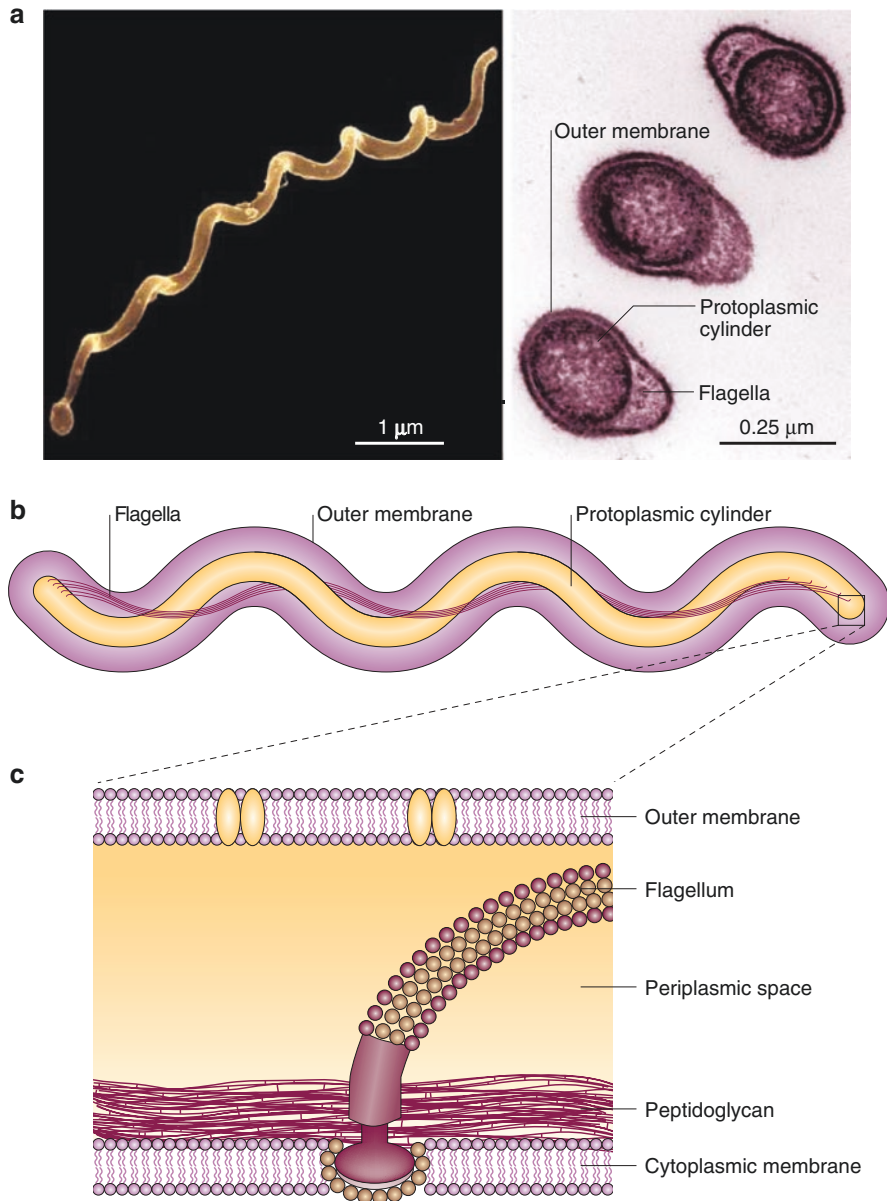 a
Outer membrane
Protoplasmic
cylinder
Flagella
1 μm
0.25 μm
b
Flagella
Outer membrane
Protoplasmic cylinder
c
Outer membrane
Flagellum
Periplasmic space
Peptidoglycan
Cytoplasmic membrane